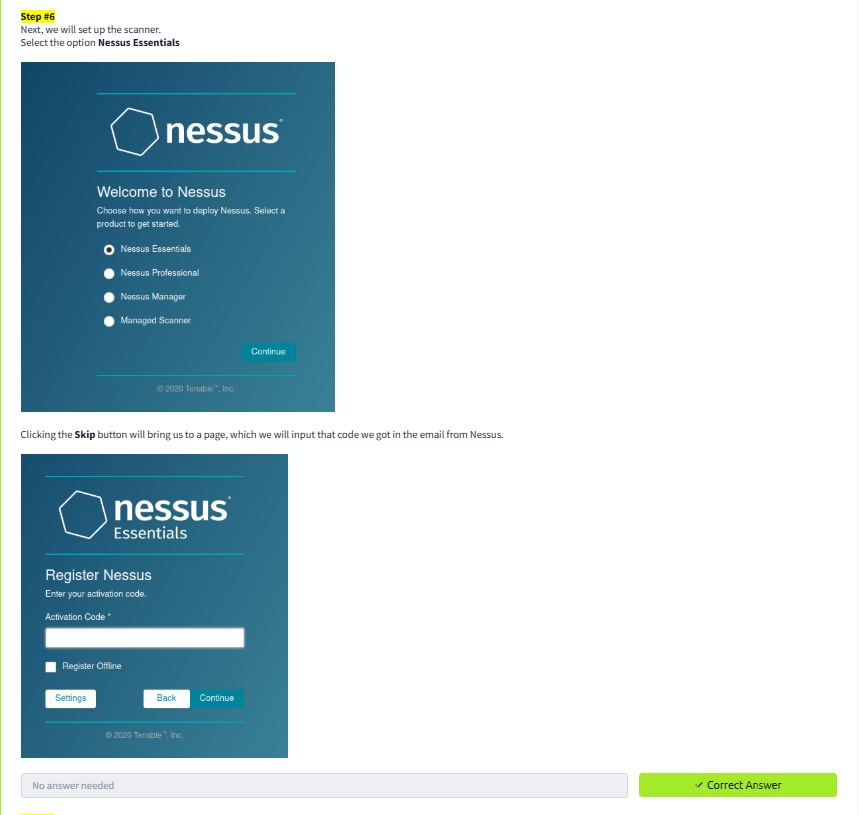 Step #6
Next, we will set up the scanner.
Select the option Nessus Essentials
nessus®
Welcome to Nessus
Choose how you want to deploy Nessus. Select a
product to get started.
Nessus Essentials
Nessus Professional
Nessus Manager
Managed Scanner
Continue
© 2020 Tenable™, Inc.
Clicking the Skip button will bring us to a page, which we will input that code we got in the email from Nessus.
nessus®
Essentials
Register Nessus
Enter your activation code.
Activation Code *
Register Offline
Settings Back Continue
© 2020 Tenable™, Inc.
No answer needed ✓ Correct Answer